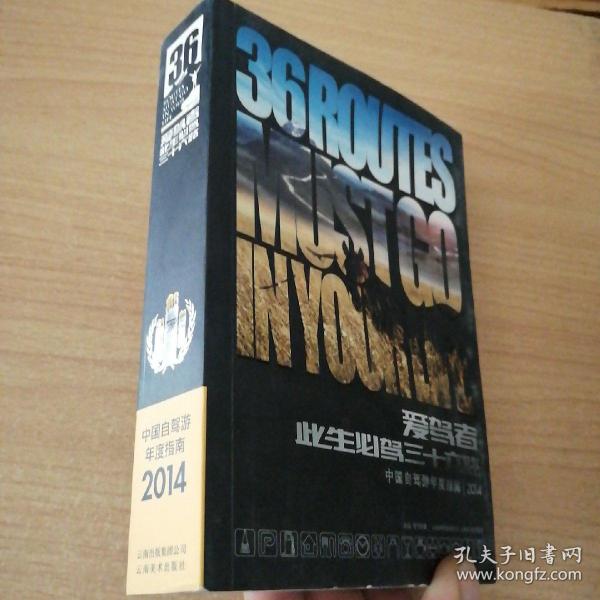 36
36 ROUTES
MUST GO
IN YOUR LIFE
爱驾者
此生必驾三十六路
中国自驾游年度指南 | 2014
中国自驾游
年度指南
2014
云南出版集团公司
云南美术出版社
孔夫子旧书网
www.kongfz.com